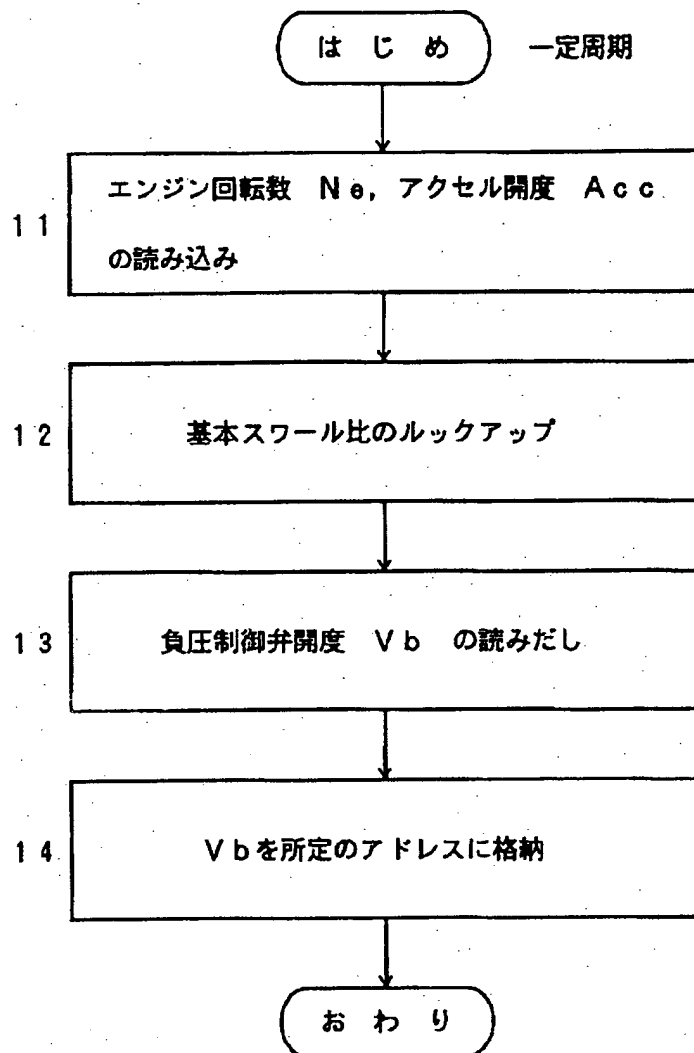 はじめ 一定周期
エンジン回転数 Ne, アクセル開度 Acc
11
の読み込み
12 基本スワール比のルックアップ
13 負圧制御弁開度 Vb の読みだし
14 Vbを所定のアドレスに格納
おわり